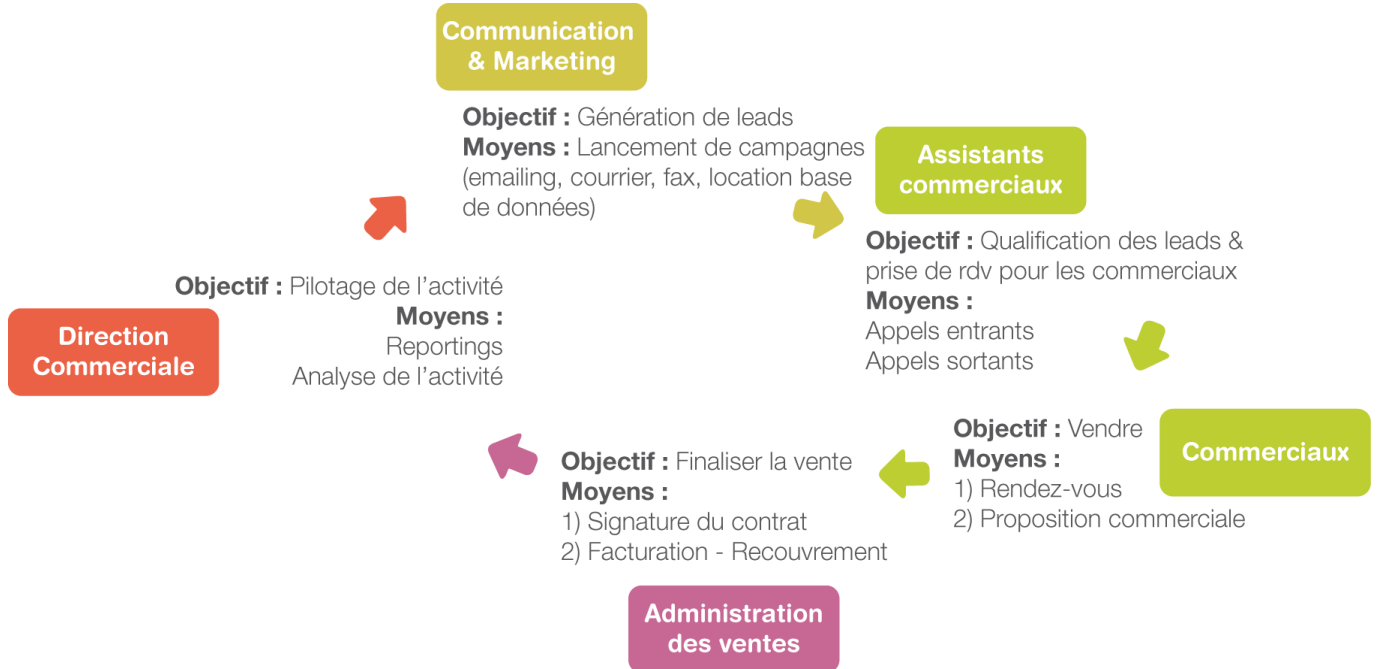 Communication
& Marketing
Objectif : Génération de leads
Moyens : Lancement de campagnes
(emailing, courrier, fax, location base
de données)
Assistants
commerciaux
Objectif : Qualification des leads &
prise de rdv pour les commerciaux
Moyens :
Appels entrants
Appels sortants
Commerciaux
Objectif : Vendre
Moyens :
1) Rendez-vous
2) Proposition commerciale
Objectif : Finaliser la vente
Moyens :
1) Signature du contrat
2) Facturation - Recouvrement
Administration
des ventes
Direction
Commerciale
Objectif : Pilotage de l’activité
Moyens :
Reportings
Analyse de l’activité